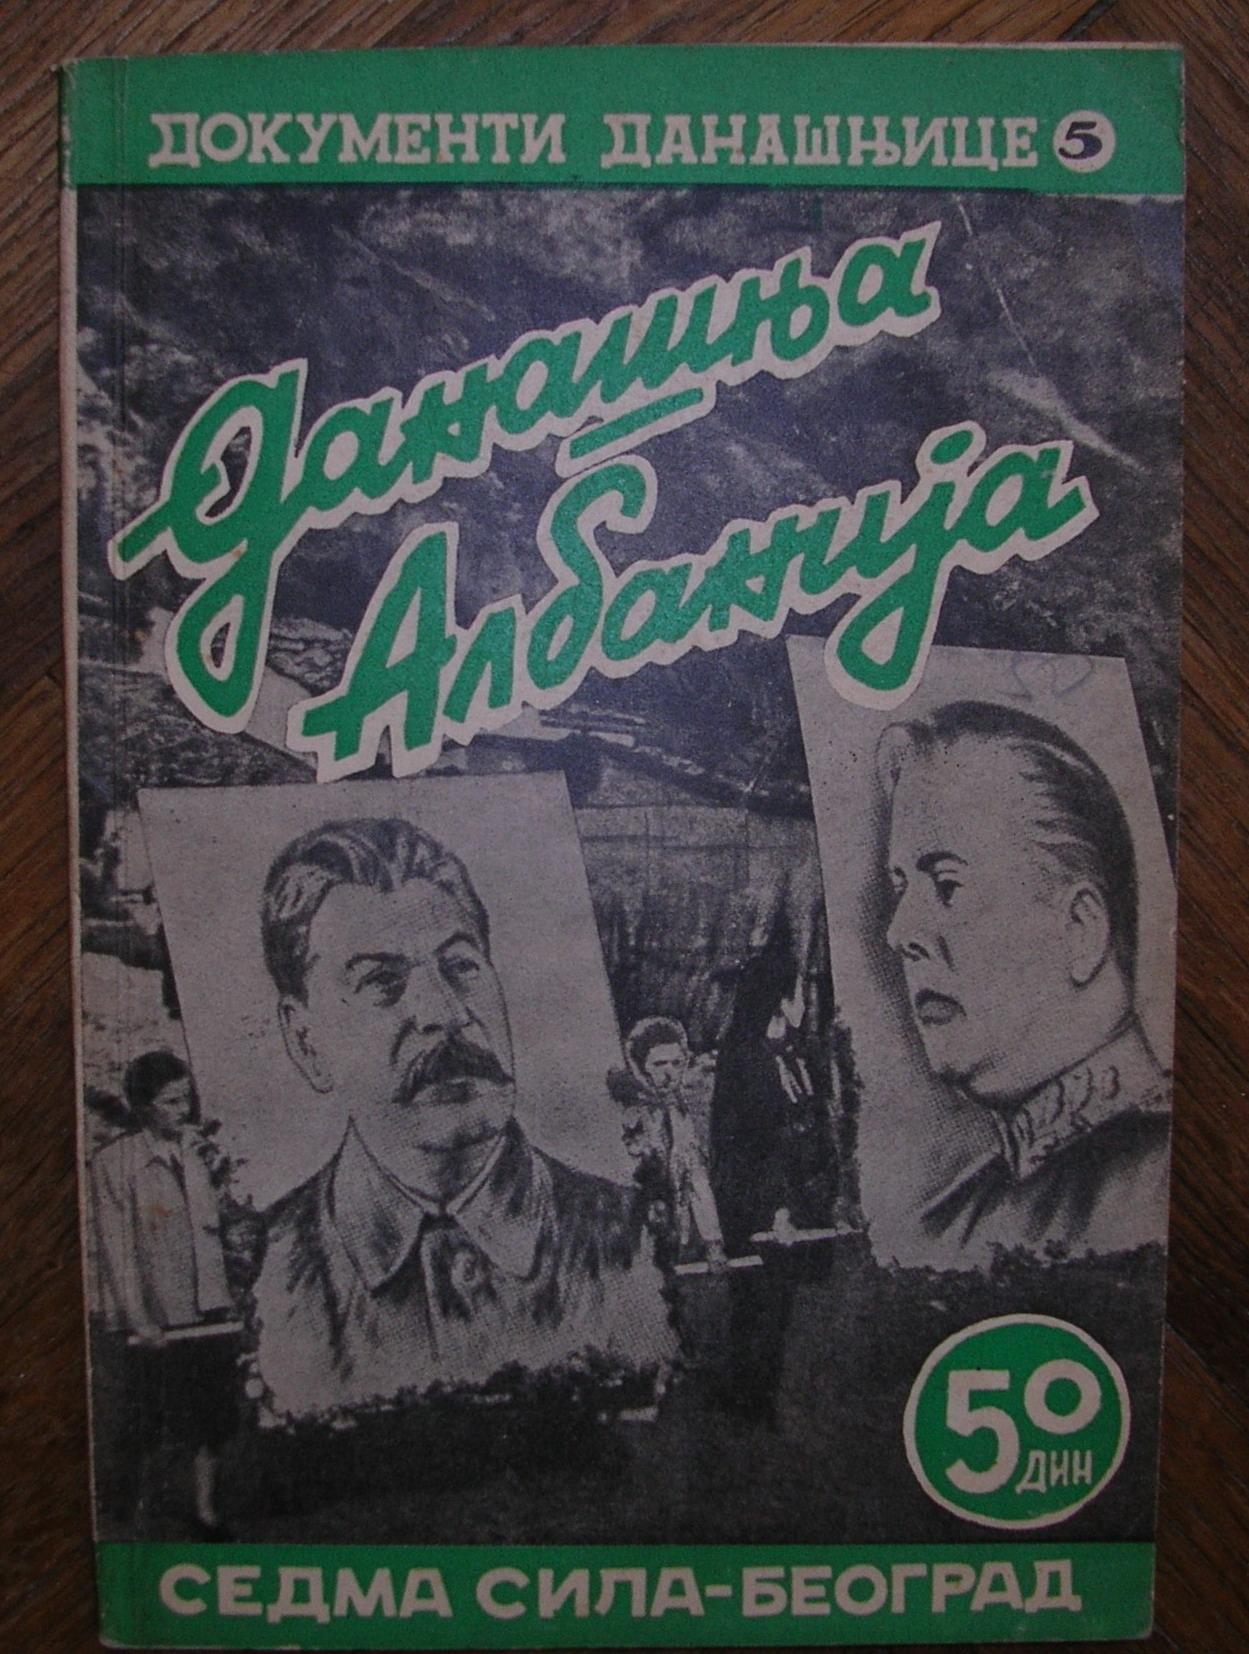 ДОКУМЕНТИ ДАНАШЊИЦЕ 5
Данашња
Албанија
50
ДИН
СЕДМА СИЛА-БЕОГРАД